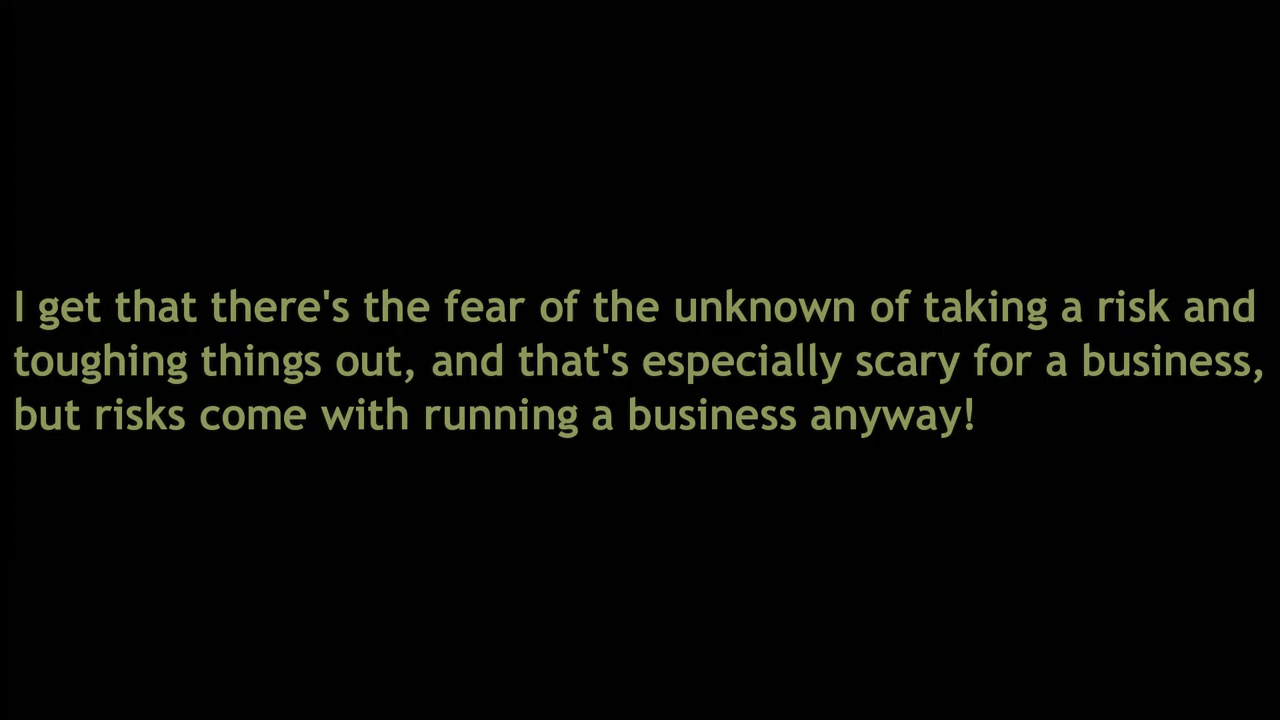 I get that there's the fear of the unknown of taking a risk and
toughing things out, and that's especially scary for a business,
but risks come with running a business anyway!